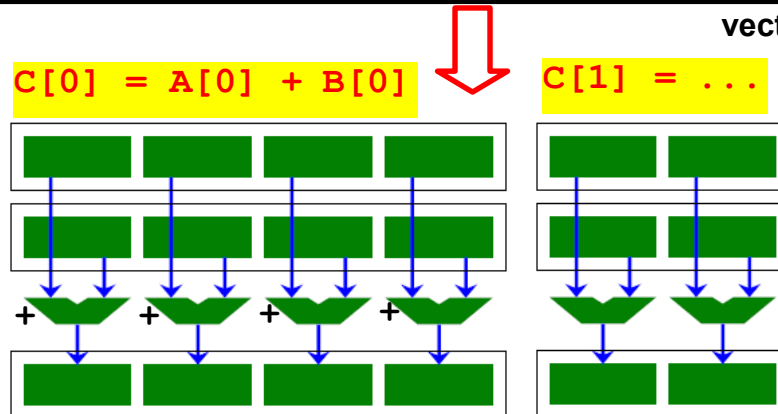 vect
C[0] = A[0] + B[0]
C[1] = ...
+ + + +